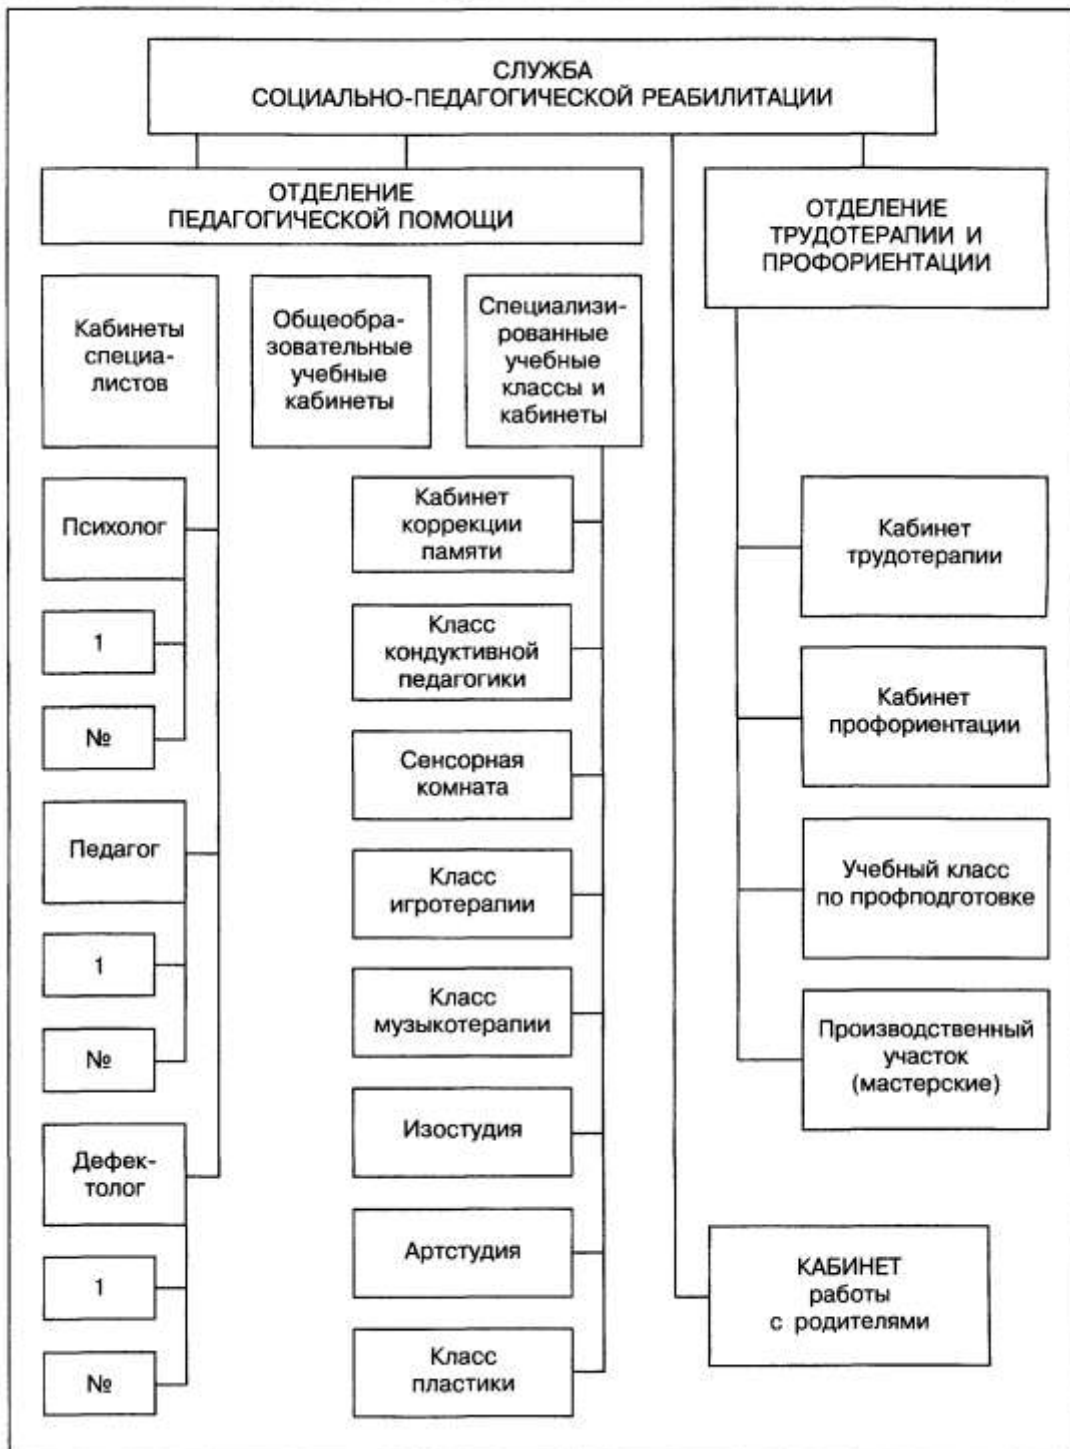 СЛУЖБА
СОЦИАЛЬНО-ПЕДАГОГИЧЕСКОЙ РЕАБИЛИТАЦИИ
ОТДЕЛЕНИЕ
ПЕДАГОГИЧЕСКОЙ ПОМОЩИ
ОТДЕЛЕНИЕ
ТРУДОТЕРАПИИ И
ПРОФОРИЕНТАЦИИ
Кабинеты
специа-
листов
Общеобра-
зовательные
учебные
кабинеты
Специализи-
рованные
учебные
классы и
кабинеты
Психолог
1
№
Педагог
1
№
Дефек-
толог
1
№
Кабинет
коррекции
памяти
Класс
кондуктивной
педагогики
Сенсорная
комната
Класс
игротерапии
Класс
музыкотерапии
Изостудия
Артстудия
Класс
пластики
Кабинет
трудотерапии
Кабинет
профориентации
Учебный класс
по профподготовке
Производственный
участок
(мастерские)
КАБИНЕТ
работы
с родителями